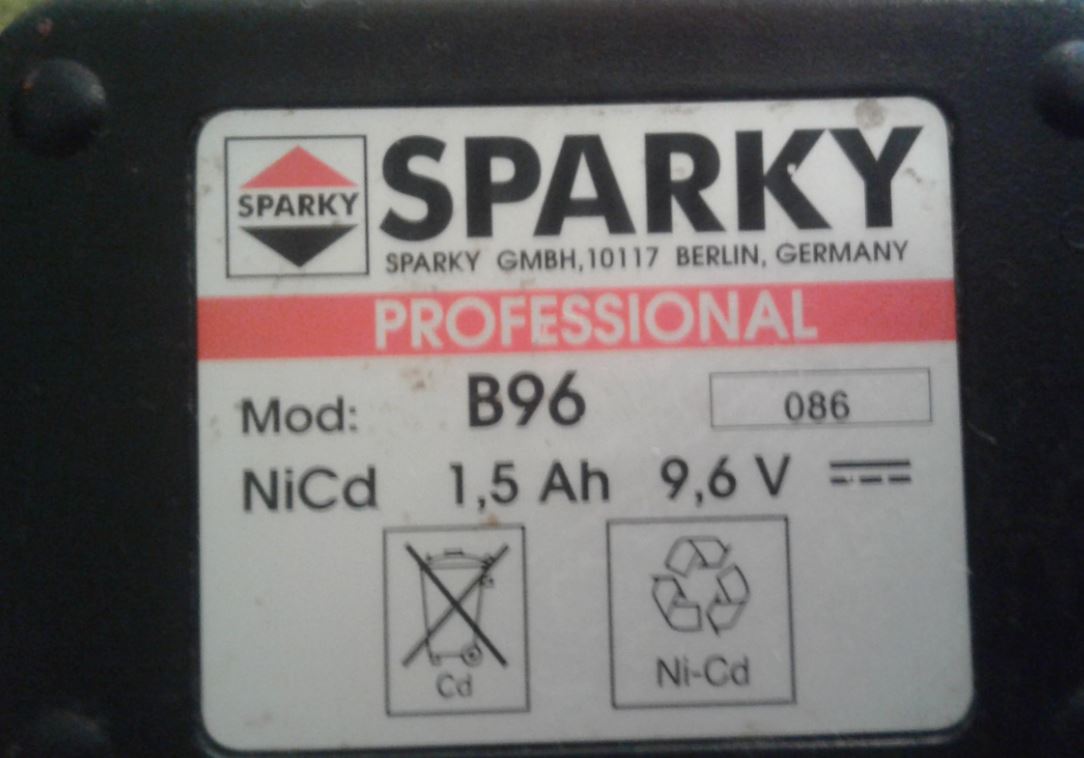 SPARKY
SPARKY
SPARKY GMBH,10117 BERLIN, GERMANY
PROFESSIONAL
Mod: B96 086
NiCd 1,5 Ah 9,6 V
Cd
Ni-Cd